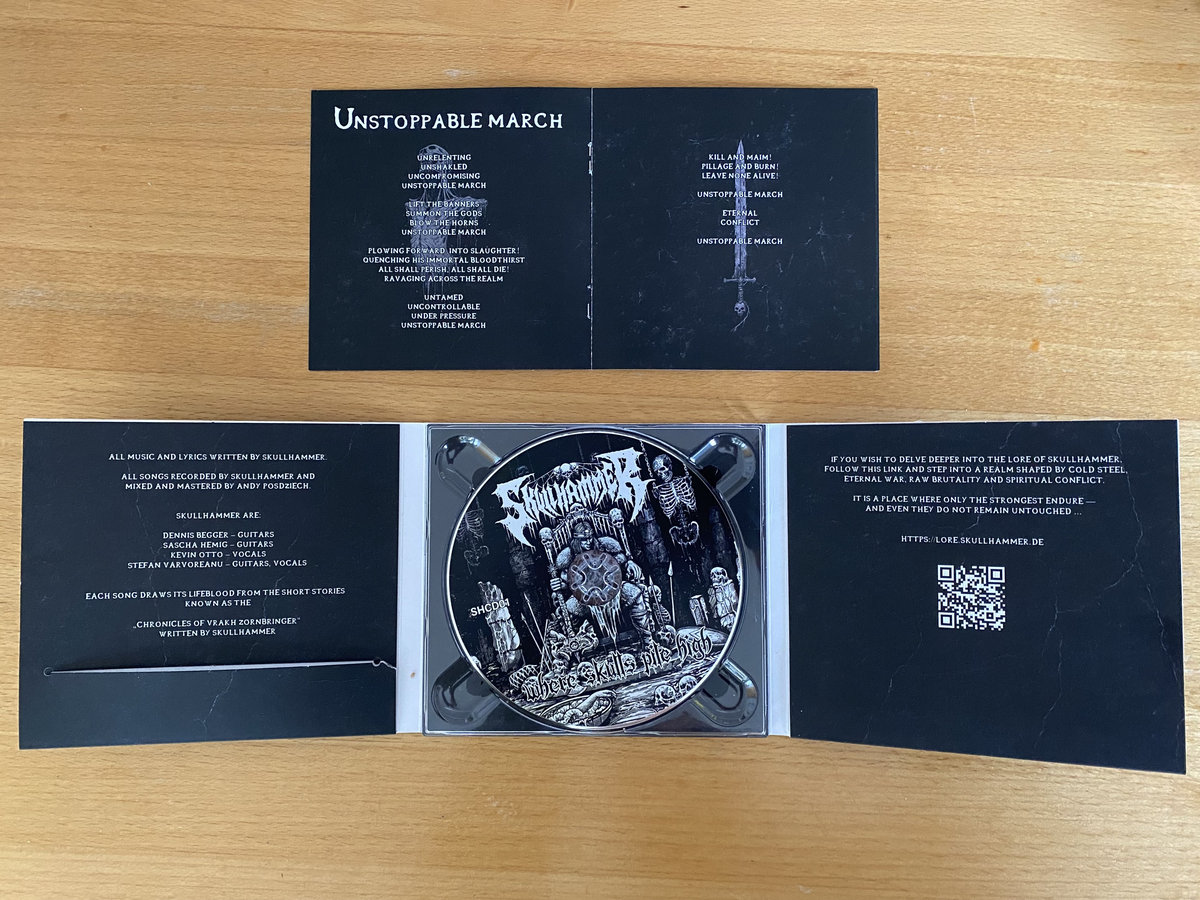 UNSTOPPABLE MARCH
UNRELENTING
UNSHAKLED
UNCOMPROMISING
UNSTOPPABLE MARCH
LIFT THE BANNERS
SUMMON THE GODS
BLOW THE HORNS
UNSTOPPABLE MARCH
PLOWING FORWARD, INTO SLAUGHTER!
QUENCHING HIS IMMORTAL BLOODTHIRST
ALL SHALL PERISH, ALL SHALL DIE!
RAVAGING ACROSS THE REALM
UNTAMED
UNCONTROLLABLE
UNDER PRESSURE
UNSTOPPABLE MARCH
KILL AND MAIM!
PILLAGE AND BURN!
LEAVE NONE ALIVE!
UNSTOPPABLE MARCH
ETERNAL
CONFLICT
UNSTOPPABLE MARCH
ALL MUSIC AND LYRICS WRITTEN BY SKULLHAMMER.
ALL SONGS RECORDED BY SKULLHAMMER AND
MIXED AND MASTERED BY ANDY POSDZIECH.
SKULLHAMMER ARE:
DENNIS BEGGER – GUITARS
SASCHA HEMIG – GUITARS
KEVIN OTTO – VOCALS
STEFAN VARVOREANU – GUITARS, VOCALS
EACH SONG DRAWS ITS LIFEBLOOD FROM THE SHORT STORIES
KNOWN AS THE
„CHRONICLES OF VRAKH ZORNBRINGER"
WRITTEN BY SKULLHAMMER
SKULLHAMMER
SHCD01
where skulls pile high
IF YOU WISH TO DELVE DEEPER INTO THE LORE OF SKULLHAMMER,
FOLLOW THIS LINK AND STEP INTO A REALM SHAPED BY COLD STEEL,
ETERNAL WAR, RAW BRUTALITY AND SPIRITUAL CONFLICT.
IT IS A PLACE WHERE ONLY THE STRONGEST ENDURE —
AND EVEN THEY DO NOT REMAIN UNTOUCHED ...
HTTPS://LORE.SKULLHAMMER.DE